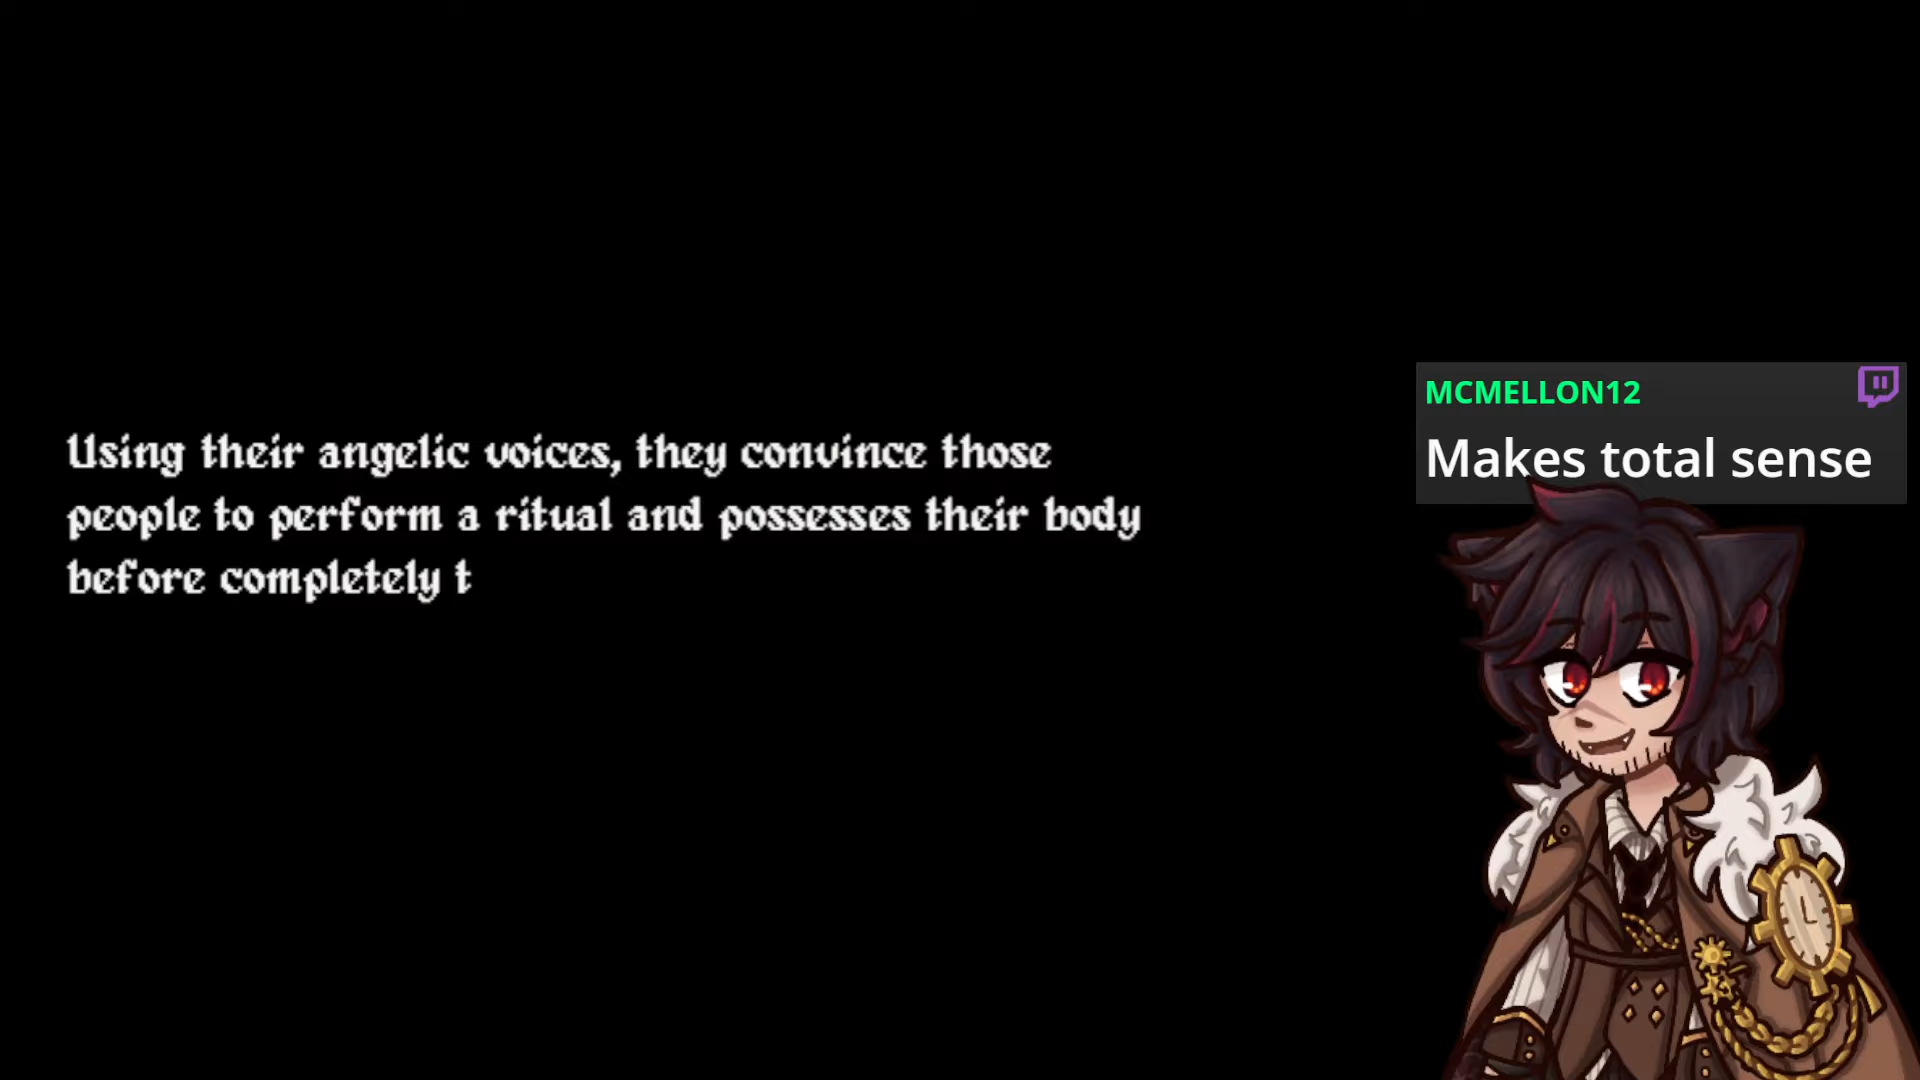 Using their angelic voices, they convince those
people to perform a ritual and possesses their body
before completely t
MCMELLON12
Makes total sense